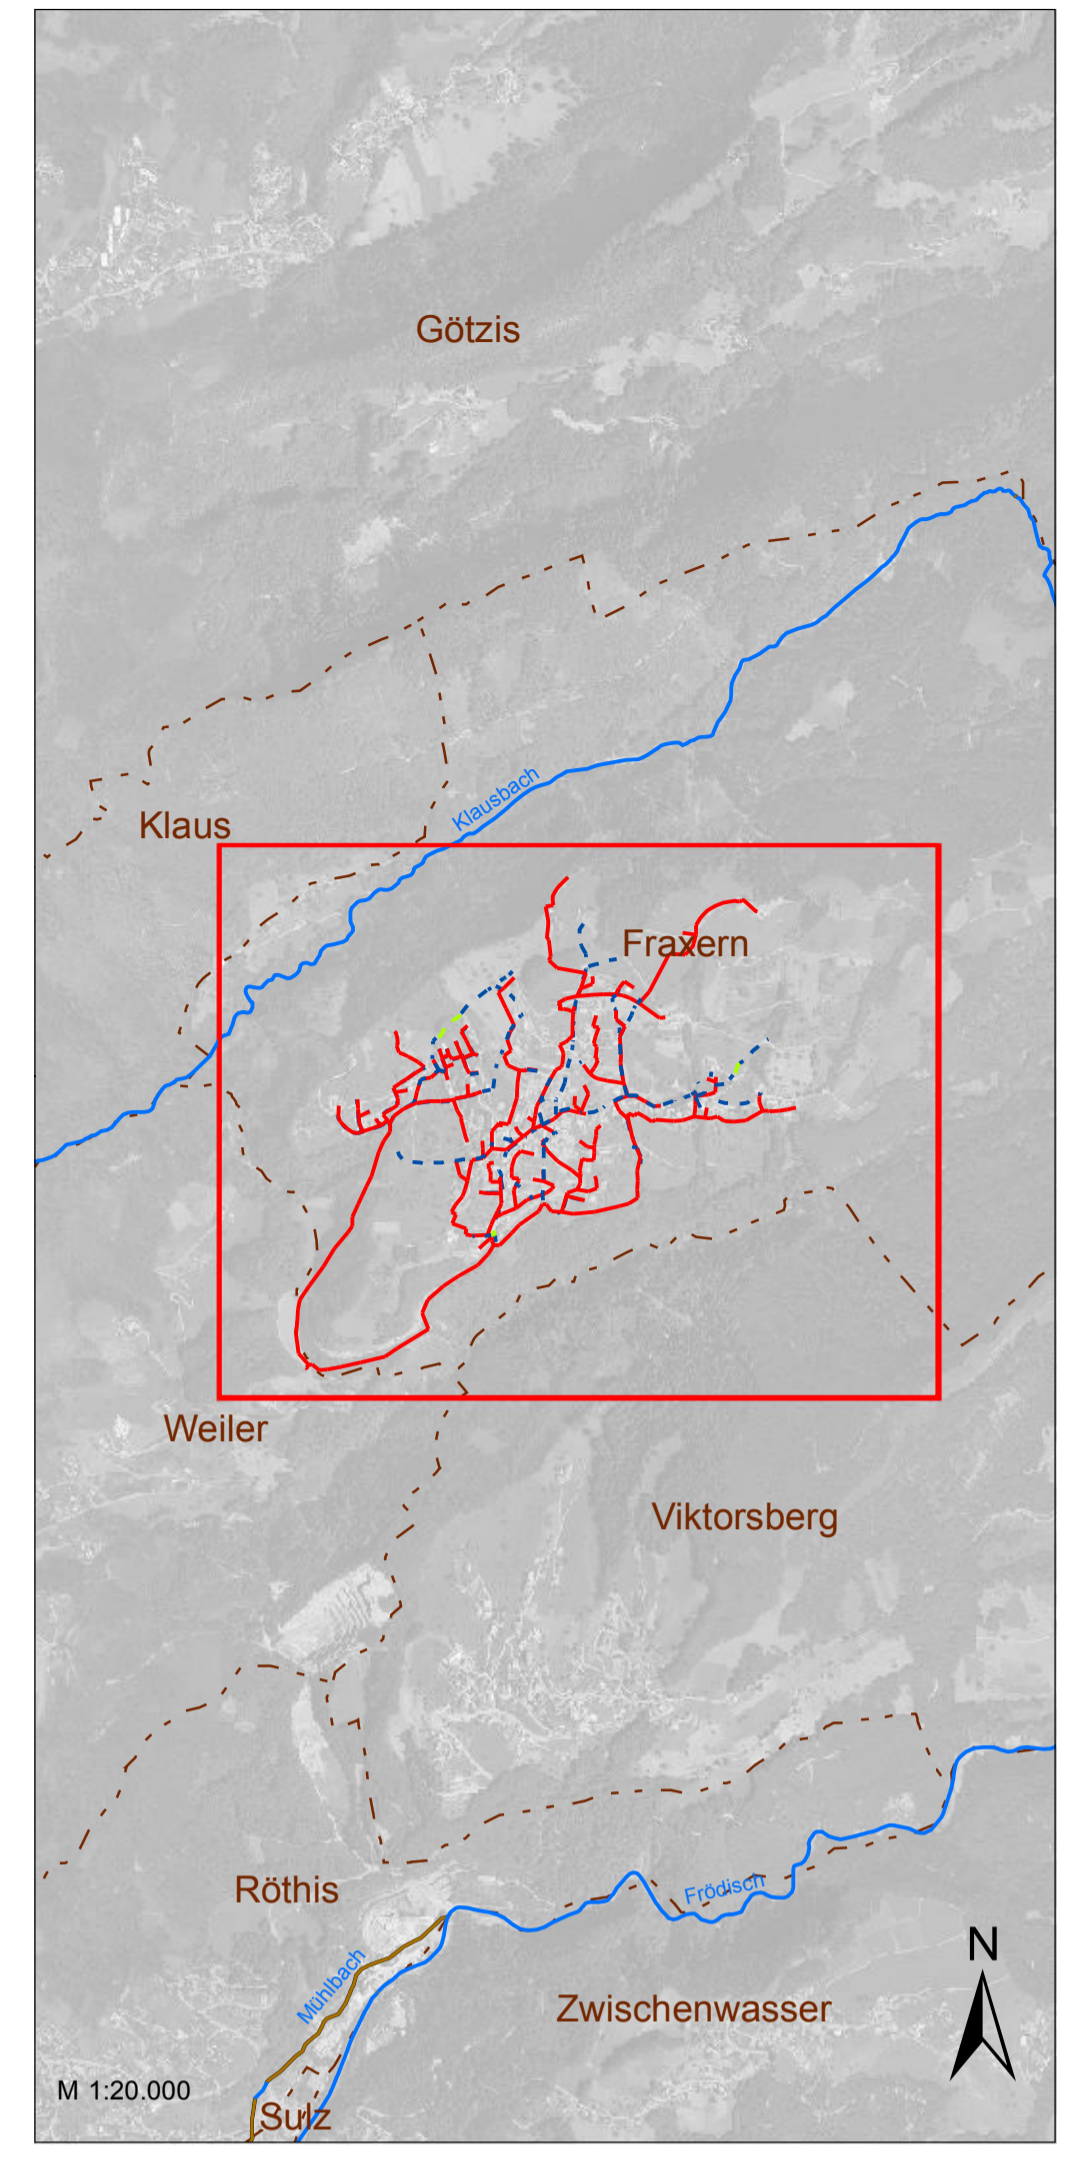 Götzis
Klausbach
Klaus
Fraxern
Weiler
Viktorsberg
Röthis
Frödisch
N
Mühlbach
Zwischenwasser
M 1:20.000
Sulz